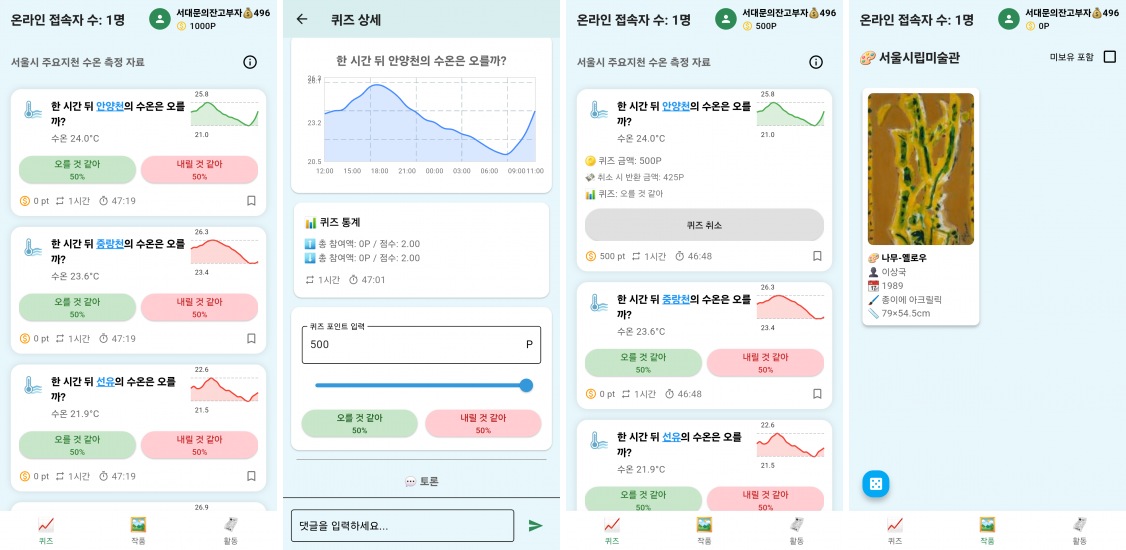 온라인 접속자 수: 1명
서대문의잔고부자💰496
1000P
서울시 주요지천 수온 측정 자료
한 시간 뒤 안양천의 수온은 오를
까?
수온 24.0°C
25.8
21.0
오를 것 같아
50%
내릴 것 같아
50%
0 pt 1시간 47:19
한 시간 뒤 중랑천의 수온은 오를
까?
수온 23.6°C
26.3
23.4
오를 것 같아
50%
내릴 것 같아
50%
0 pt 1시간 47:19
한 시간 뒤 선유의 수온은 오를
까?
수온 21.9°C
22.6
21.5
오를 것 같아
50%
내릴 것 같아
50%
0 pt 1시간 47:19
26.9
퀴즈
작품
활동
퀴즈 상세
한 시간 뒤 안양천의 수온은 오를까?
23.2
20.5
12:00 15:00 18:00 21:00 00:00 03:00 06:00 09:00 11:00
📊 퀴즈 통계
총 참여액: 0P / 점수: 2.00
총 참여액: 0P / 점수: 2.00
1시간 47:01
퀴즈 포인트 입력
500 P
오를 것 같아
50%
내릴 것 같아
50%
💬 토론
댓글을 입력하세요...
온라인 접속자 수: 1명
서대문의잔고부자💰496
500P
서울시 주요지천 수온 측정 자료
한 시간 뒤 안양천의 수온은 오를
까?
수온 24.0°C
25.8
21.0
퀴즈 금액: 500P
💸 취소 시 반환 금액: 425P
📊 퀴즈: 오를 것 같아
퀴즈 취소
500 pt 1시간 46:48
한 시간 뒤 중랑천의 수온은 오를
까?
수온 23.6°C
26.3
23.4
오를 것 같아
50%
내릴 것 같아
50%
0 pt 1시간 46:48
한 시간 뒤 선유의 수온은 오를
까?
수온 21.9°C
22.6
21.5
오를 것 같아
50%
내릴 것 같아
50%
퀴즈
작품
활동
온라인 접속자 수: 1명
서대문의잔고부자💰496
0P
🎨 서울시립미술관
미보유 포함
🎨 나무-옐로우
👤 이상국
📅 1989
🖌️ 종이에 아크릴릭
📏 79×54.5cm
퀴즈
작품
활동